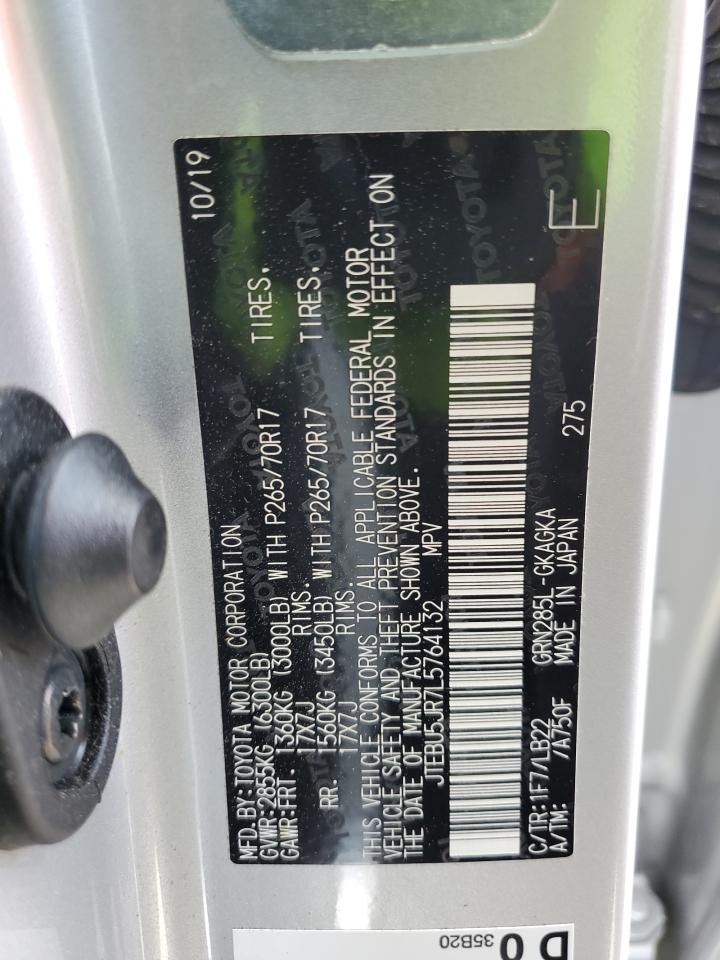 MFD. BY: TOYOTA MOTOR CORPORATION 10/19
GVWR: 2855KG (6300LB)
GAWR: FRT. 1360KG (3000LB) WITH P265/70R17 TIRES,
17X7J RIMS.
RR. 1560KG (3450LB) WITH P265/70R17 TIRES,
17X7J RIMS
THIS VEHICLE CONFORMS TO ALL APPLICABLE FEDERAL MOTOR
VEHICLE SAFETY AND THEFT PREVENTION STANDARDS IN EFFECT ON
THE DATE OF MANUFACTURE SHOWN ABOVE.
JTEBU5JR7L5764132 MPV
C/TR: 1F7/LB22 GRN285L-GKAGKA 275 E
A/TM: /A750F MADE IN JAPAN
D 0
35B20